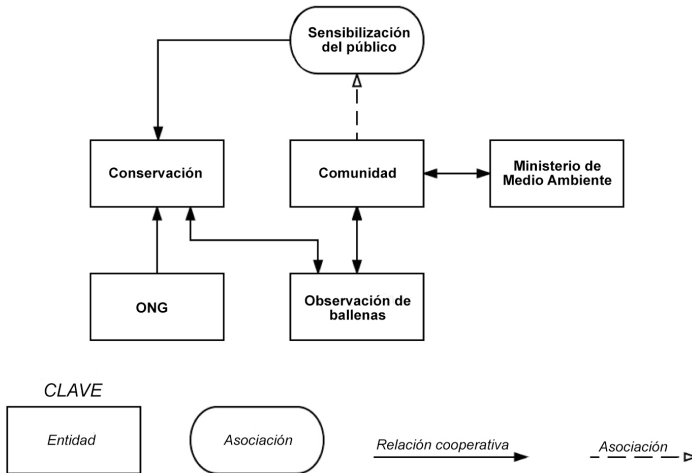 Sensibilización
del público
Conservación
Comunidad
Ministerio de
Medio Ambiente
ONG
Observación de
ballenas
CLAVE
Entidad
Asociación
Relación cooperativa
Asociación